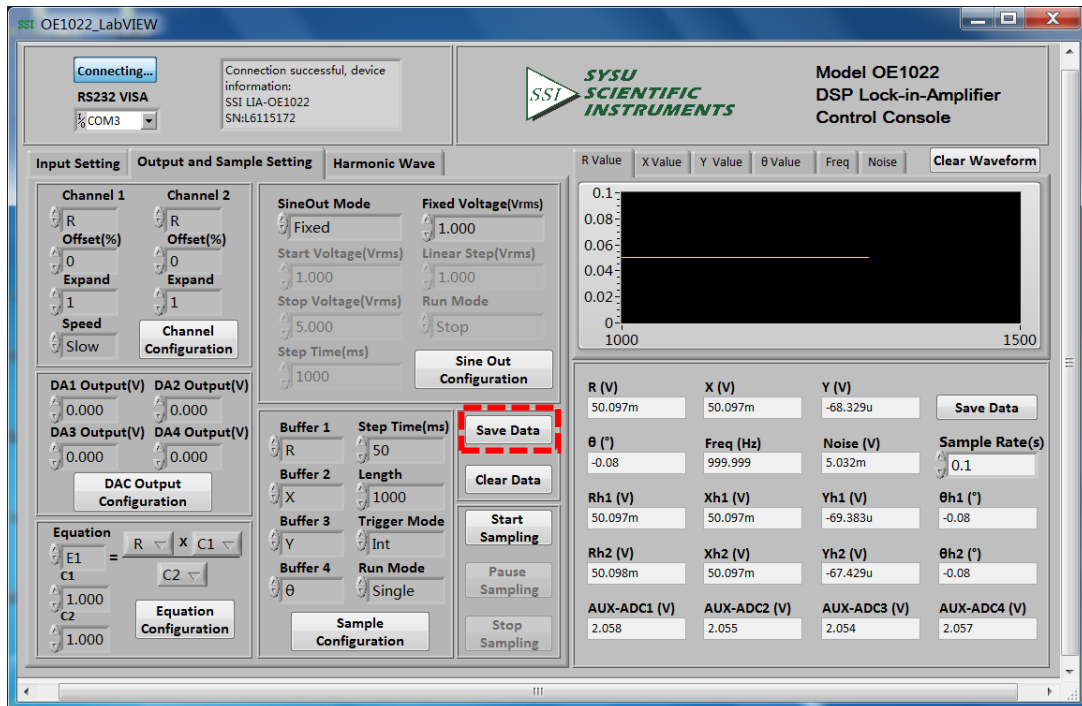 SSI OE1022_LabVIEW
Connecting...
RS232 VISA
I/O COM3
Connection successful, device
information:
SSI LIA-OE1022
SN:L6115172
SSI
SYSU
SCIENTIFIC
INSTRUMENTS
Model OE1022
DSP Lock-in-Amplifier
Control Console
Input Setting Output and Sample Setting Harmonic Wave
Channel 1 Channel 2
R R
Offset(%) Offset(%)
0 0
Expand Expand
1 1
Speed
Slow
Channel
Configuration
DA1 Output(V) DA2 Output(V)
0.000 0.000
DA3 Output(V) DA4 Output(V)
0.000 0.000
DAC Output
Configuration
Equation
E1 = R X C1
C2
C1
1.000
C2
1.000
Equation
Configuration
SineOut Mode Fixed Voltage(Vrms)
Fixed 1.000
Start Voltage(Vrms) Linear Step(Vrms)
1.000 1.000
Stop Voltage(Vrms) Run Mode
5.000 Stop
Step Time(ms)
1000
Sine Out
Configuration
Buffer 1 Step Time(ms)
R 50
Buffer 2 Length
X 1000
Buffer 3 Trigger Mode
Y Int
Buffer 4 Run Mode
θ Single
Sample
Configuration
Save Data
Clear Data
Start
Sampling
Pause
Sampling
Stop
Sampling
R Value X Value Y Value θ Value Freq Noise Clear Waveform
0.1
0.08
0.06
0.04
0.02
0
1000 1500
R (V) X (V) Y (V)
50.097m 50.097m -68.329u Save Data
θ (°) Freq (Hz) Noise (V) Sample Rate(s)
-0.08 999.999 5.032m 0.1
Rh1 (V) Xh1 (V) Yh1 (V) θh1 (°)
50.097m 50.097m -69.383u -0.08
Rh2 (V) Xh2 (V) Yh2 (V) θh2 (°)
50.098m 50.097m -67.429u -0.08
AUX-ADC1 (V) AUX-ADC2 (V) AUX-ADC3 (V) AUX-ADC4 (V)
2.058 2.055 2.054 2.057